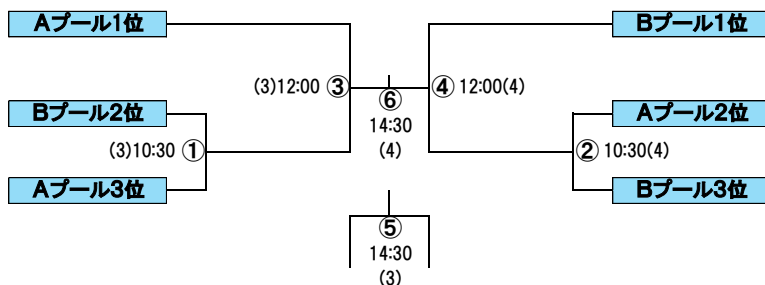 Aプール1位
Bプール1位
(3)12:00 ③
④ 12:00(4)
⑥
14:30
(4)
Bプール2位
Aプール2位
(3)10:30 ①
② 10:30(4)
Aプール3位
Bプール3位
⑤
14:30
(3)